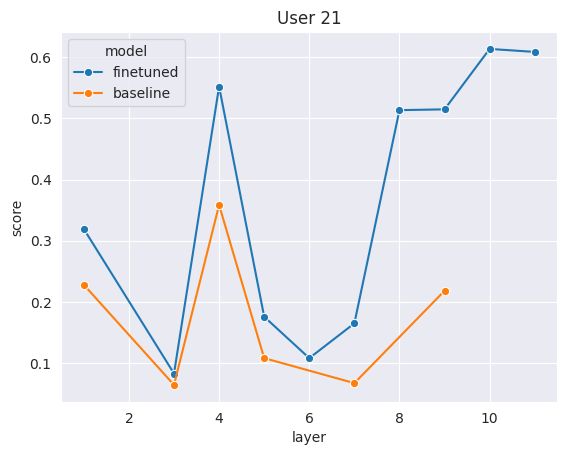 User 21
model
finetuned
baseline
score
0.6
0.5
0.4
0.3
0.2
0.1
2 4 6 8 10
layer